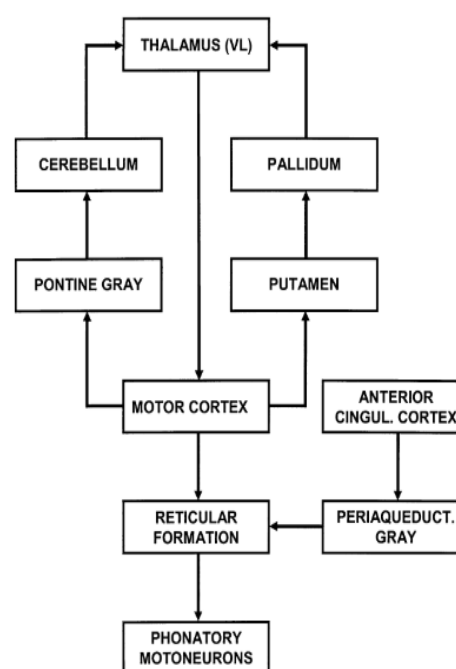 THALAMUS (VL)
CEREBELLUM
PALLIDUM
PONTINE GRAY
PUTAMEN
MOTOR CORTEX
ANTERIOR
CINGUL. CORTEX
RETICULAR
FORMATION
PERIAQUEDUCT.
GRAY
PHONATORY
MOTONEURONS